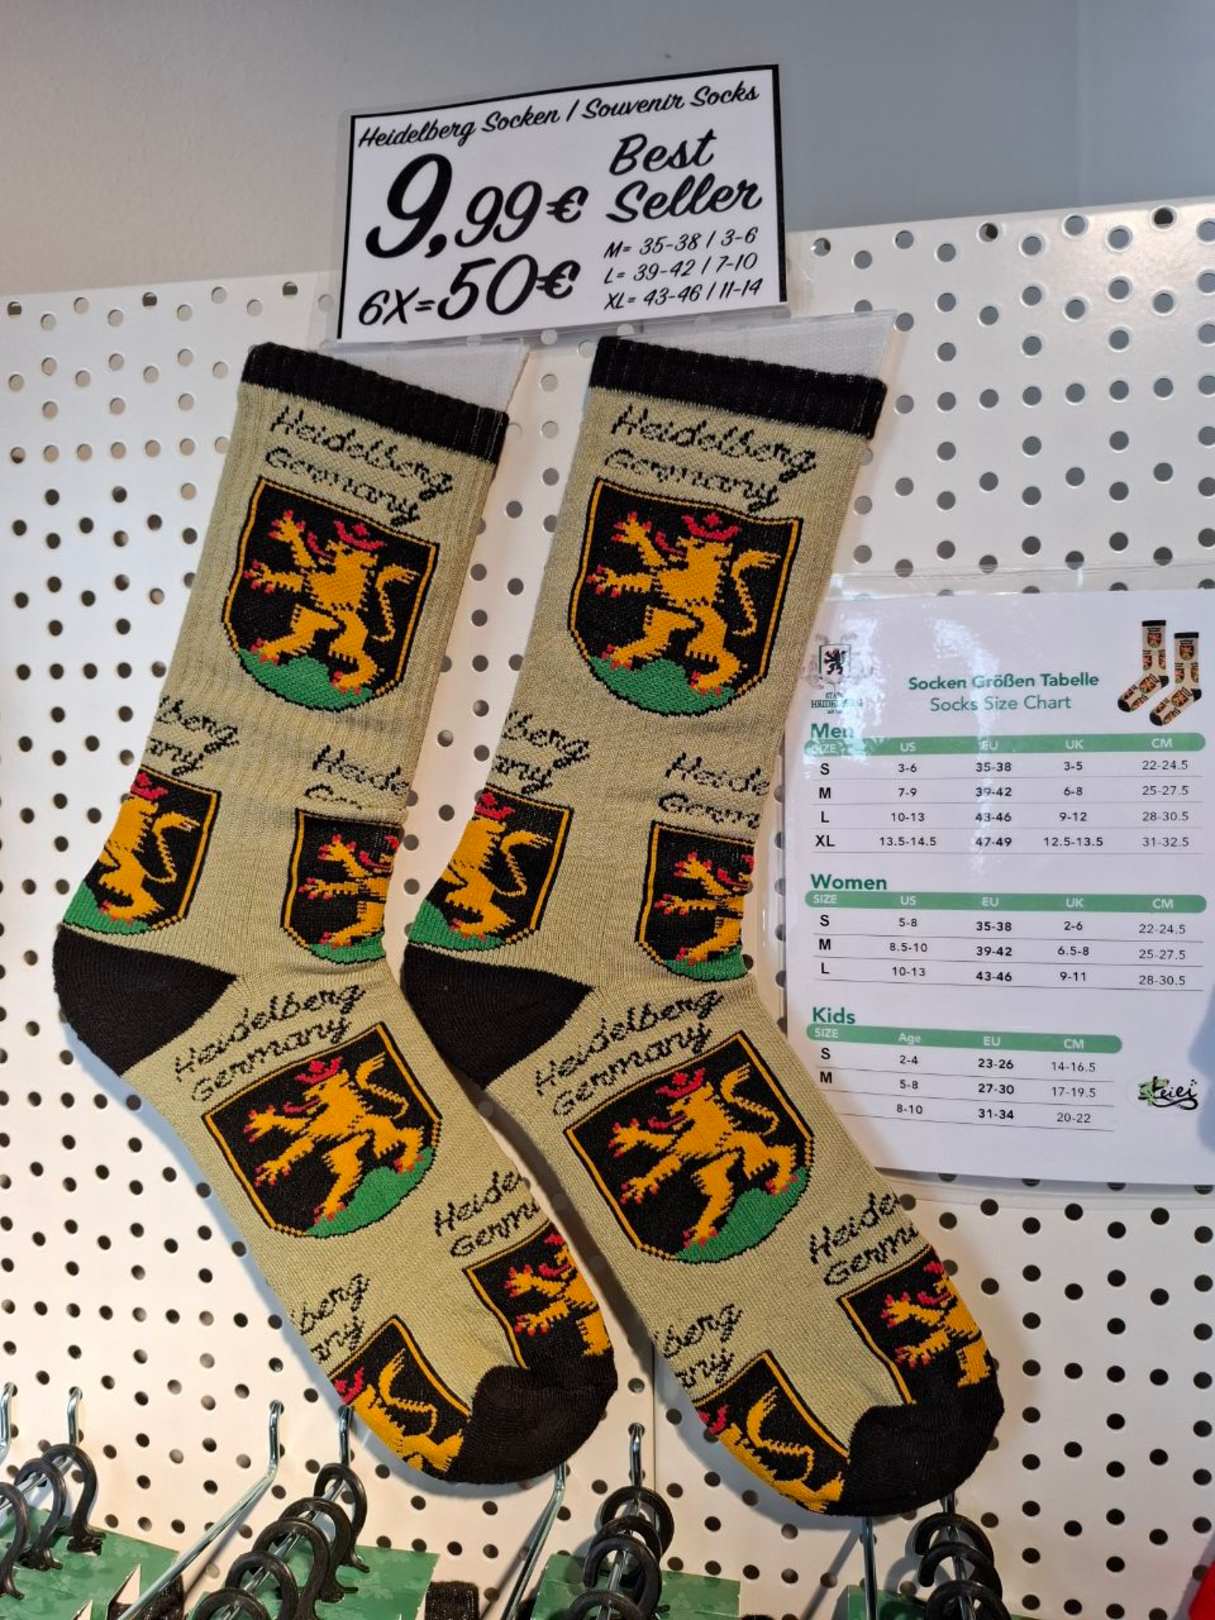 Heidelberg Socken / Souvenir Socks
9,99€ Best Seller
6X=50€
M= 35-38 / 3-6
L= 39-42 / 7-10
XL= 43-46 / 11-14
Heidelberg
Germany
Heidelberg
Germany
Heidelberg
Germany
Heidelberg
Germany
Socken Größen Tabelle
Socks Size Chart
Men
SIZE US EU UK CM
S 3-6 35-38 3-5 22-24.5
M 7-9 39-42 6-8 25-27.5
L 10-13 43-46 9-12 28-30.5
XL 13.5-14.5 47-49 12.5-13.5 31-32.5
Women
SIZE US EU UK CM
S 5-8 35-38 2-6 22-24.5
M 8.5-10 39-42 6.5-8 25-27.5
L 10-13 43-46 9-11 28-30.5
Kids
SIZE Age EU CM
S 2-4 23-26 14-16.5
M 5-8 27-30 17-19.5
8-10 31-34 20-22